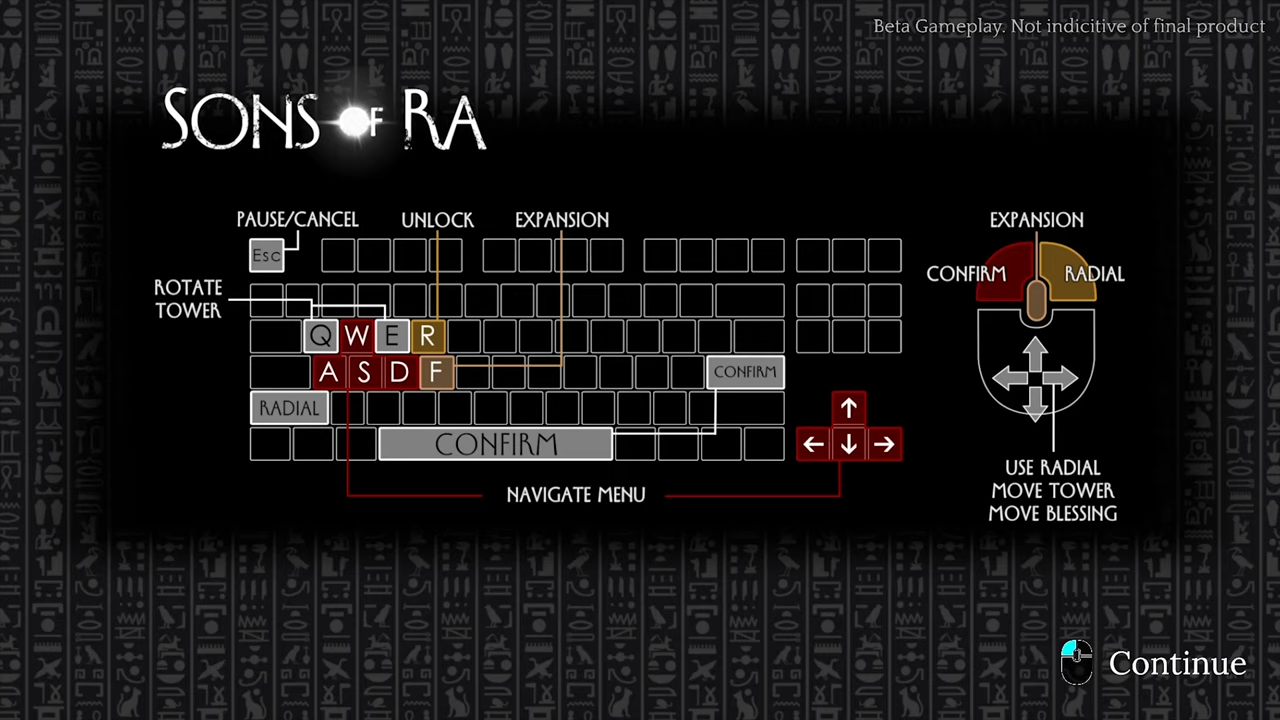 Beta Gameplay. Not indicitive of final product
SONS OF RA
PAUSE/CANCEL
UNLOCK
EXPANSION
EXPANSION
Esc
CONFIRM
RADIAL
ROTATE
TOWER
Q W E R
A S D F
CONFIRM
RADIAL
CONFIRM
NAVIGATE MENU
USE RADIAL
MOVE TOWER
MOVE BLESSING
Continue